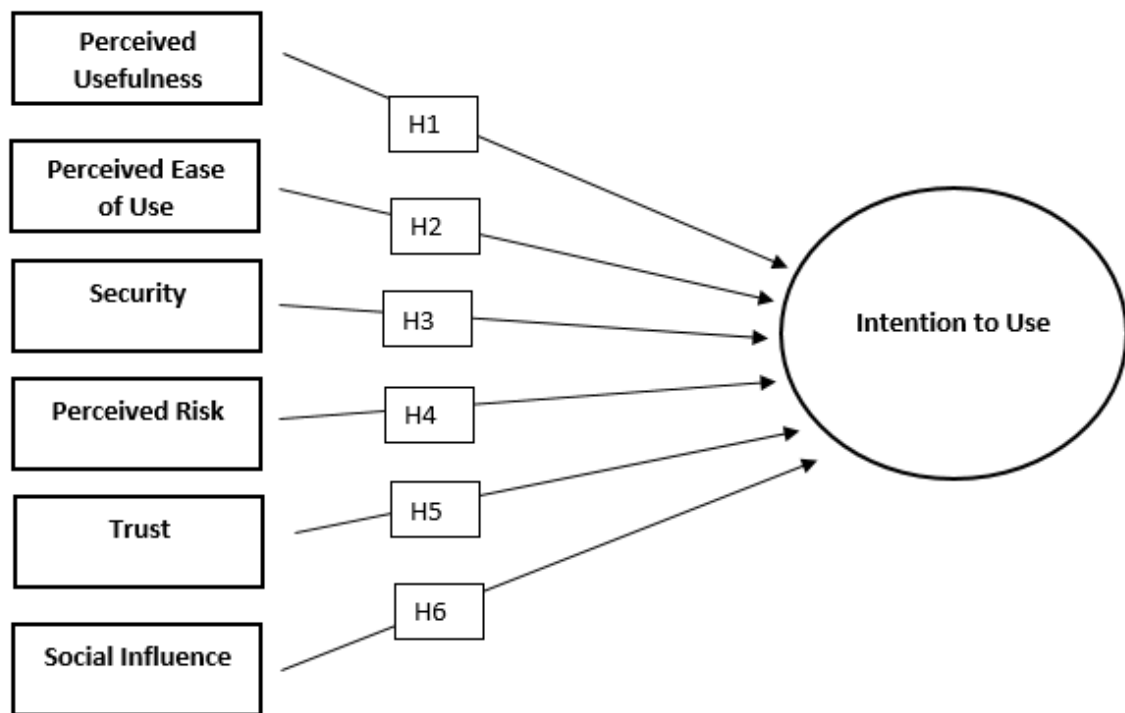 Perceived
Usefulness
H1
Perceived Ease
of Use
H2
Security
H3
Intention to Use
Perceived Risk
H4
Trust
H5
Social Influence
H6